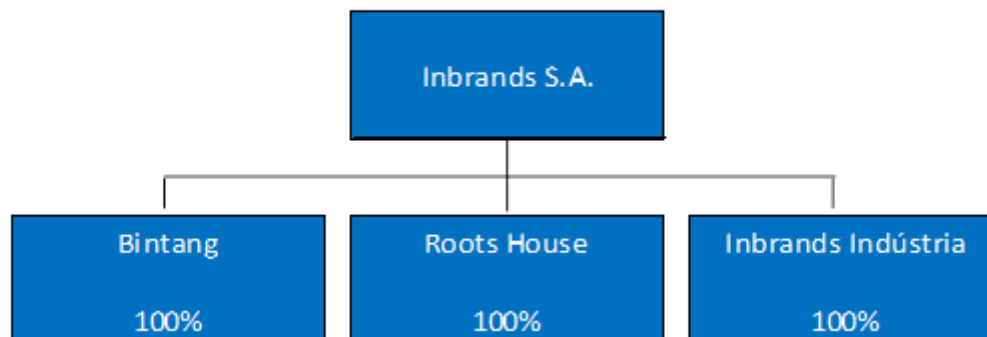 Inbrands S.A.
Bintang
100%
Roots House
100%
Inbrands Indústria
100%